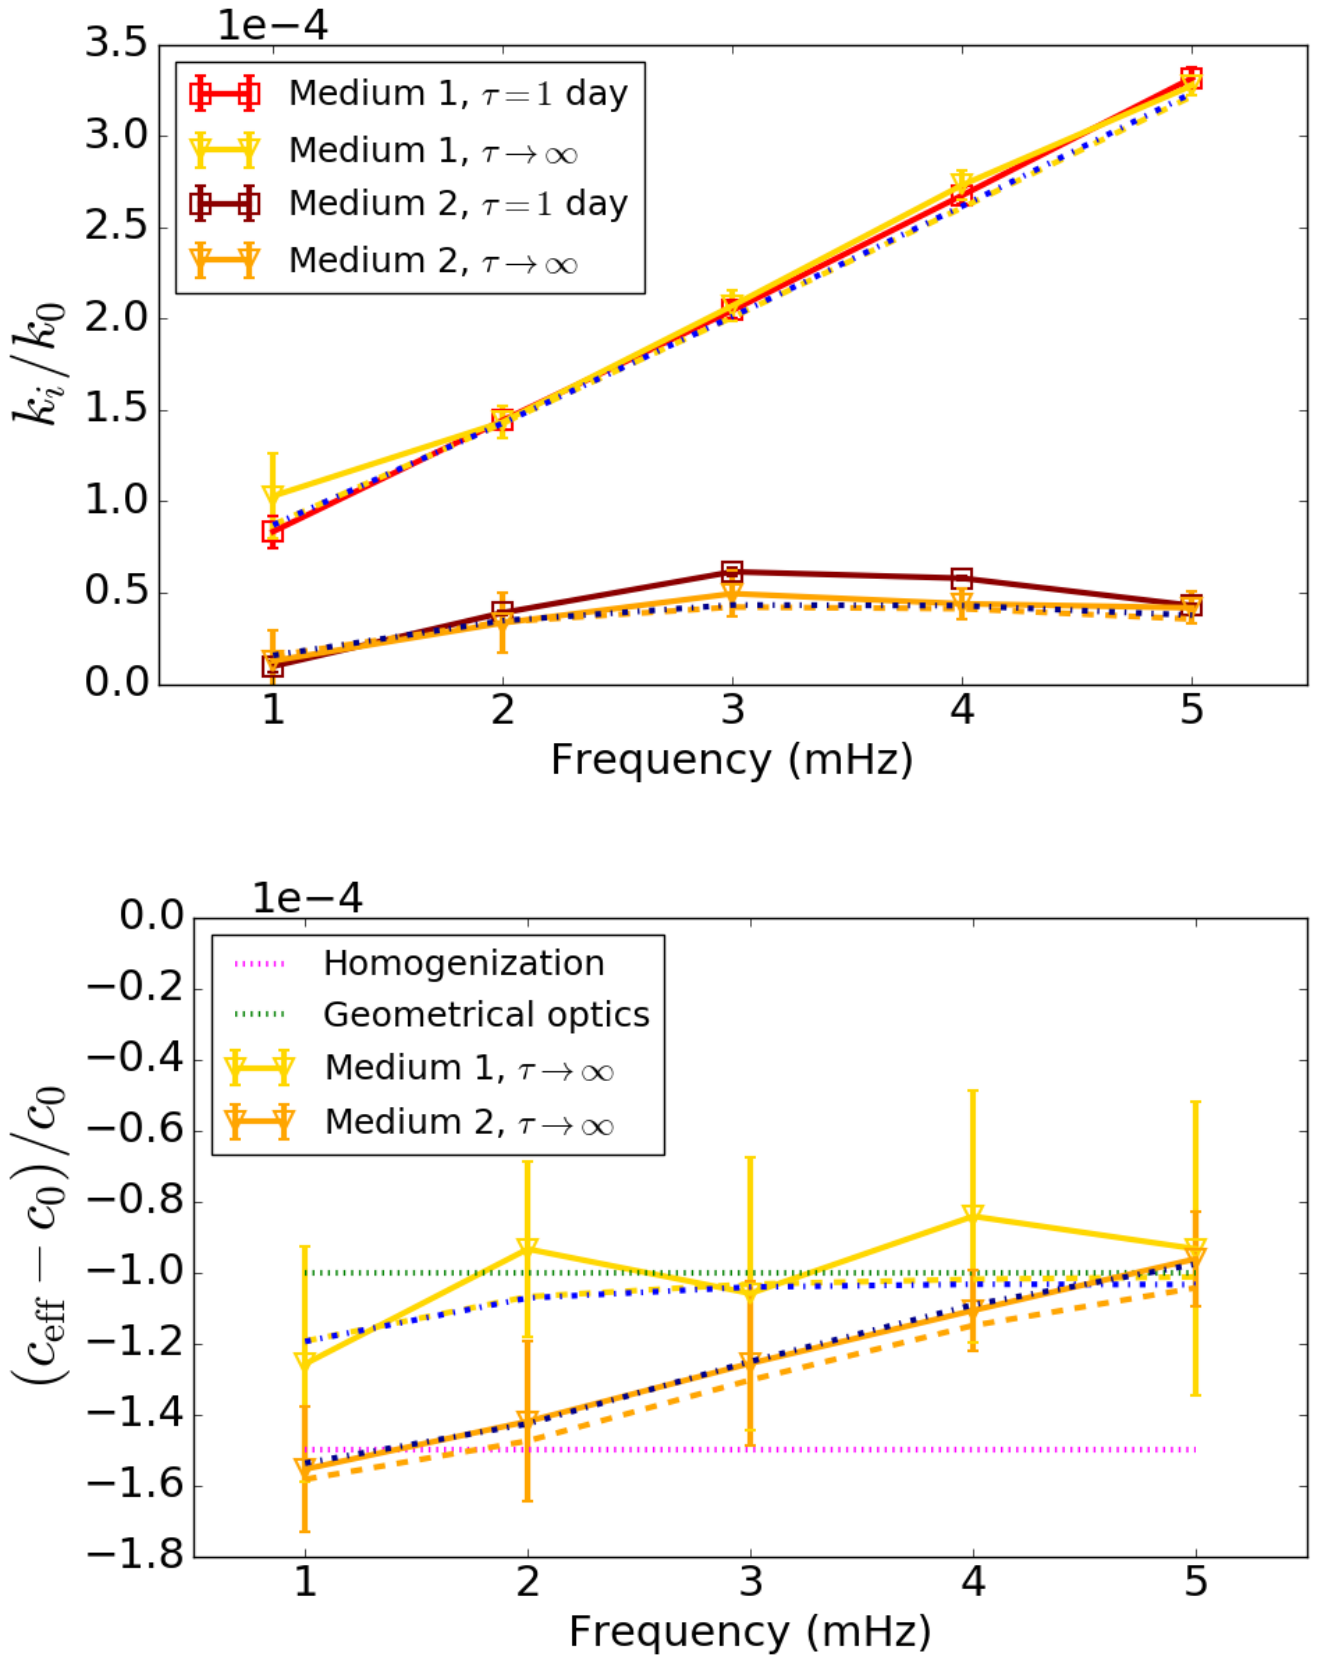 1e−4
3.5
3.0
2.5
2.0
1.5
1.0
0.5
0.0
k_i/k_0
Medium 1, τ = 1 day
Medium 1, τ → ∞
Medium 2, τ = 1 day
Medium 2, τ → ∞
1 2 3 4 5
Frequency (mHz)
1e−4
0.0
−0.2
−0.4
−0.6
−0.8
−1.0
−1.2
−1.4
−1.6
−1.8
(c_eff − c_0)/c_0
Homogenization
Geometrical optics
Medium 1, τ → ∞
Medium 2, τ → ∞
1 2 3 4 5
Frequency (mHz)